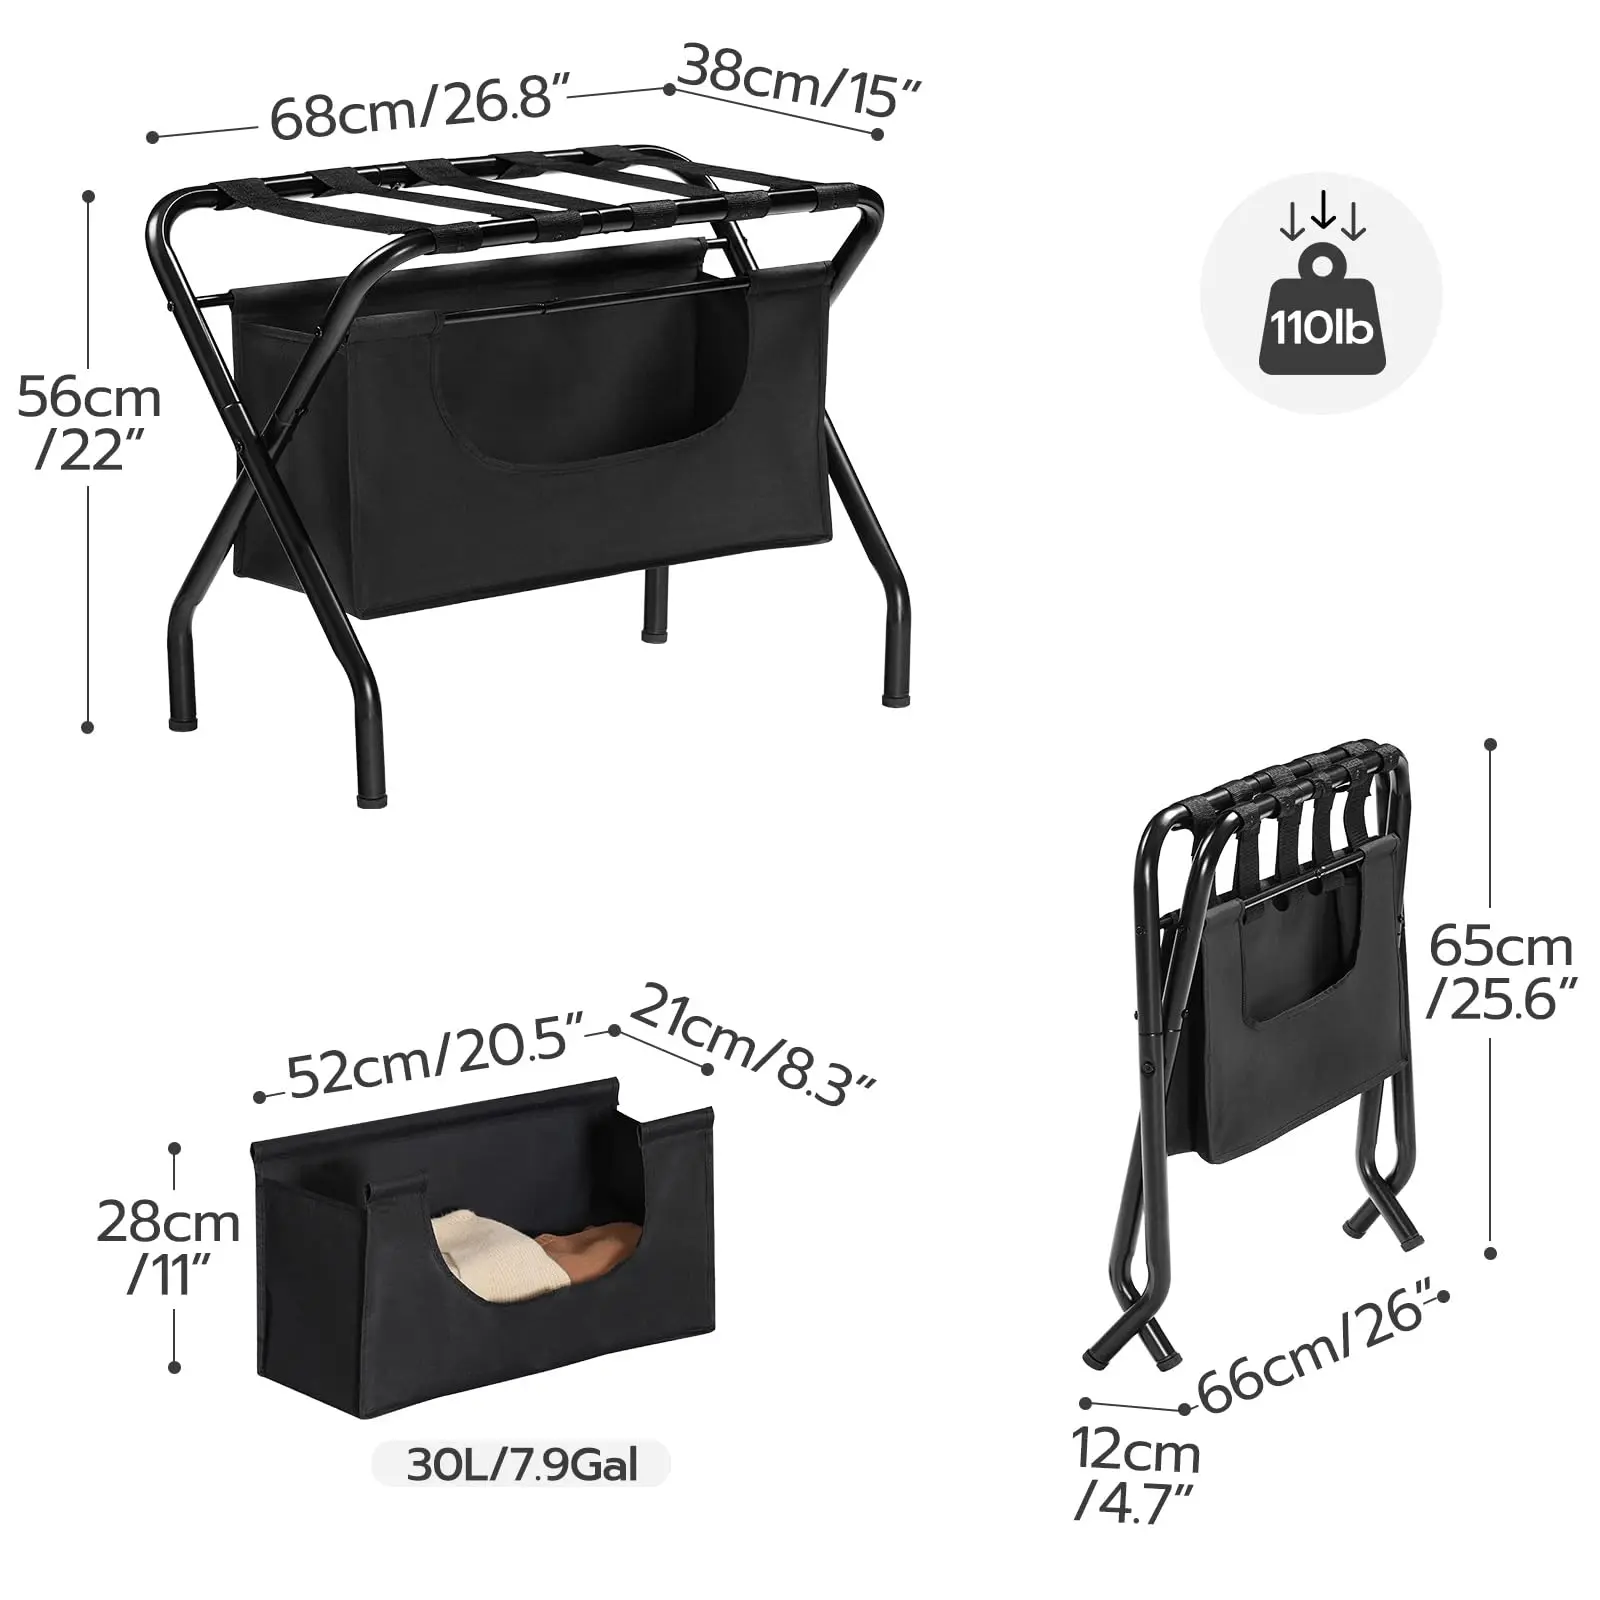 68cm/26.8”
38cm/15”
56cm
/22”
110lb
65cm
/25.6”
66cm/26”
12cm
/4.7”
52cm/20.5”
21cm/8.3”
28cm
/11”
30L/7.9Gal